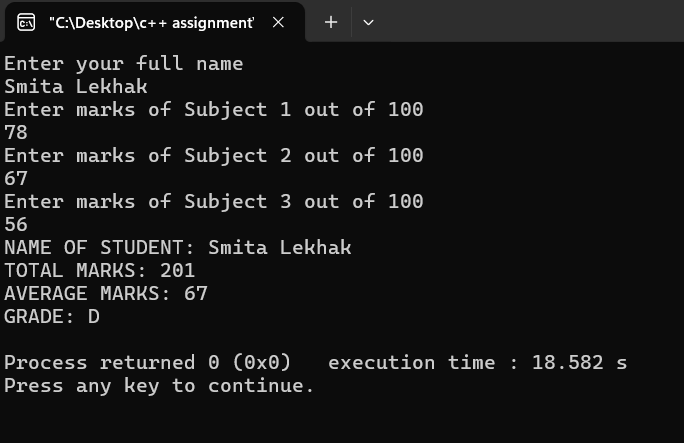 "C:\Desktop\c++ assignment'
Enter your full name
Smita Lekhak
Enter marks of Subject 1 out of 100
78
Enter marks of Subject 2 out of 100
67
Enter marks of Subject 3 out of 100
56
NAME OF STUDENT: Smita Lekhak
TOTAL MARKS: 201
AVERAGE MARKS: 67
GRADE: D
Process returned 0 (0x0)   execution time : 18.582 s
Press any key to continue.